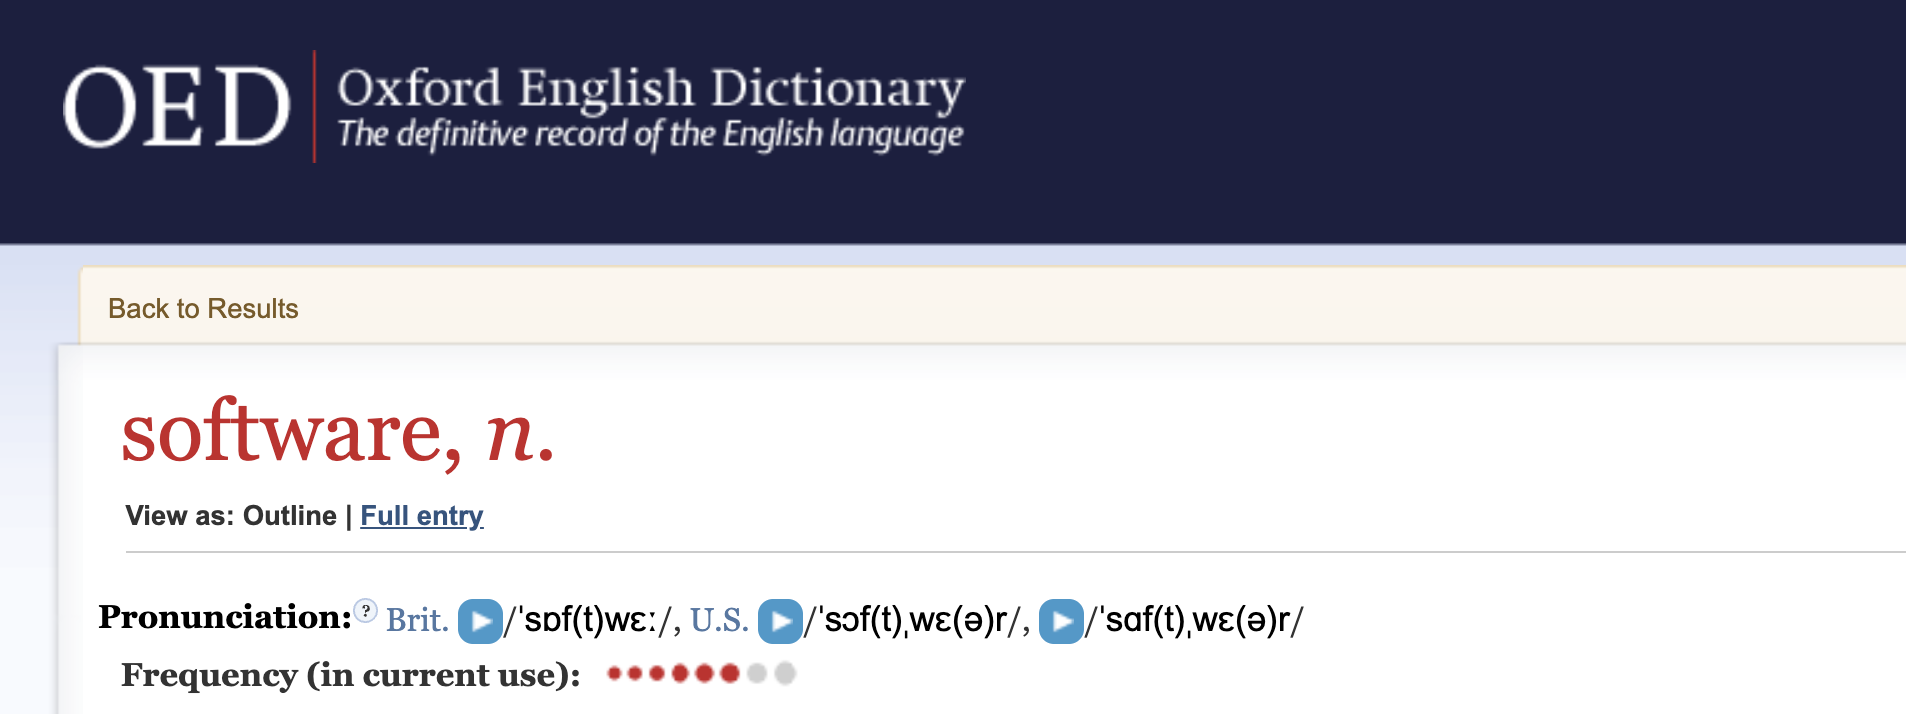 OED
Oxford English Dictionary
The definitive record of the English language
Back to Results
software, n.
View as: Outline | Full entry
Pronunciation:? Brit. /ˈsɒf(t)wɛː/, U.S. /ˈsɔf(t)ˌwɛ(ə)r/, /ˈsɑf(t)ˌwɛ(ə)r/
Frequency (in current use):